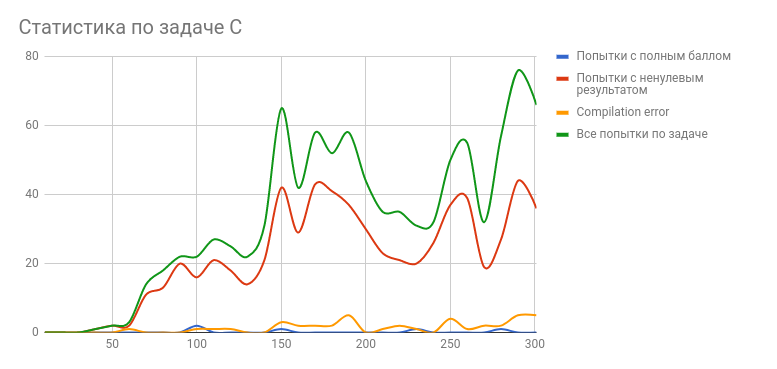 Статистика по задаче C
80
60
40
20
0
50
100
150
200
250
300
Попытки с полным баллом
Попытки с ненулевым
результатом
Compilation error
Все попытки по задаче